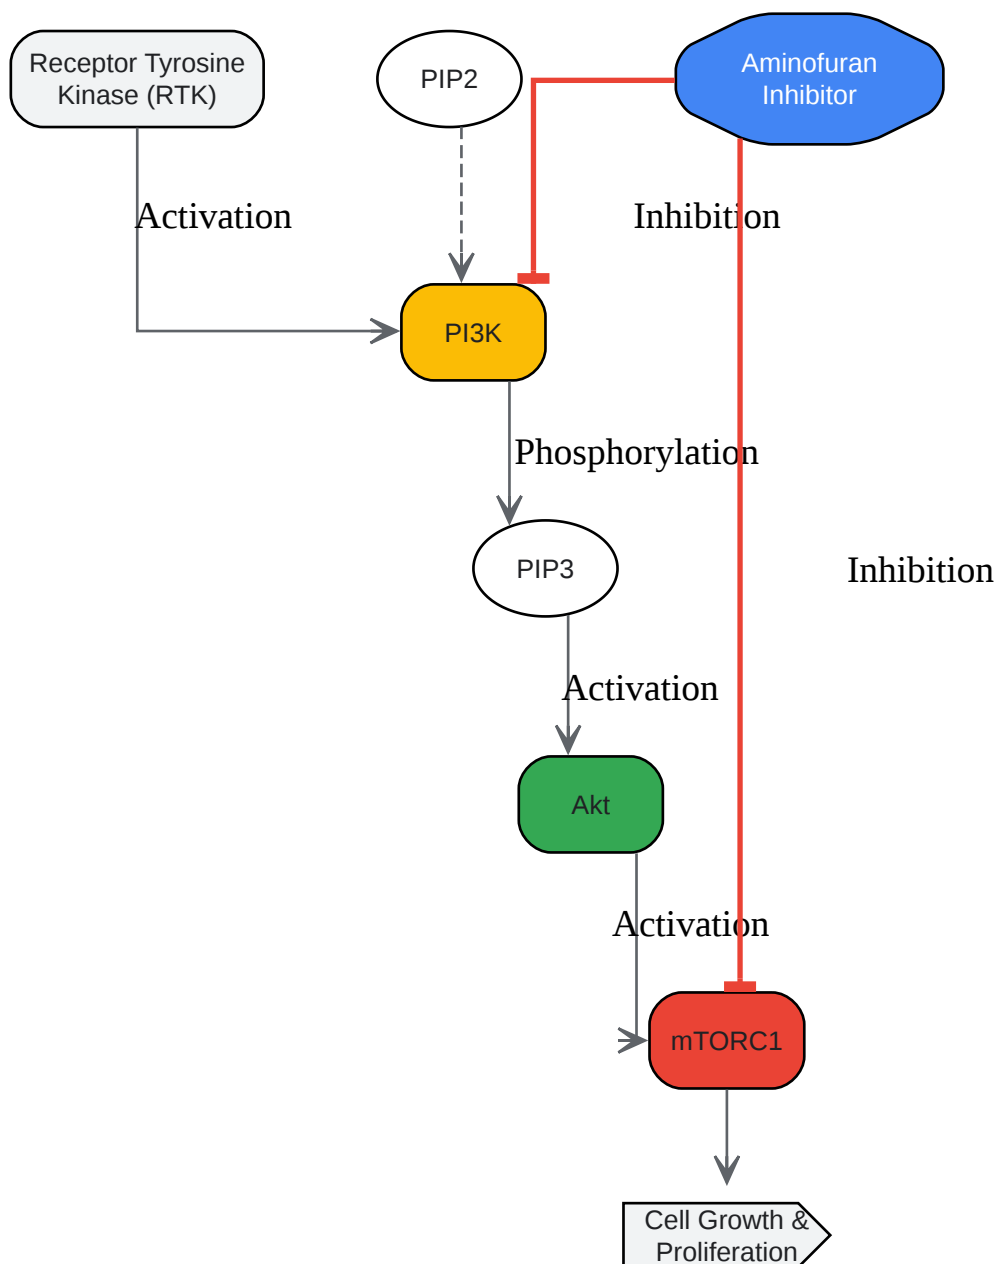 Receptor Tyrosine
Kinase (RTK)
PIP2
Aminofuran
Inhibitor
Activation
Inhibition
PI3K
Phosphorylation
PIP3
Inhibition
Activation
Akt
Activation
mTORC1
Cell Growth &
Proliferation